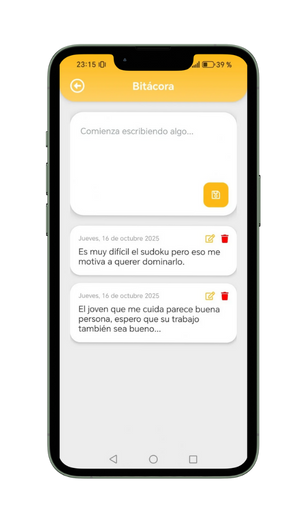 23:15
39 %
Bitácora
Comienza escribiendo algo...
Jueves, 16 de octubre 2025
Es muy difícil el sudoku pero eso me
motiva a querer dominarlo.
Jueves, 16 de octubre 2025
El joven que me cuida parece buena
persona, espero que su trabajo
también sea bueno...